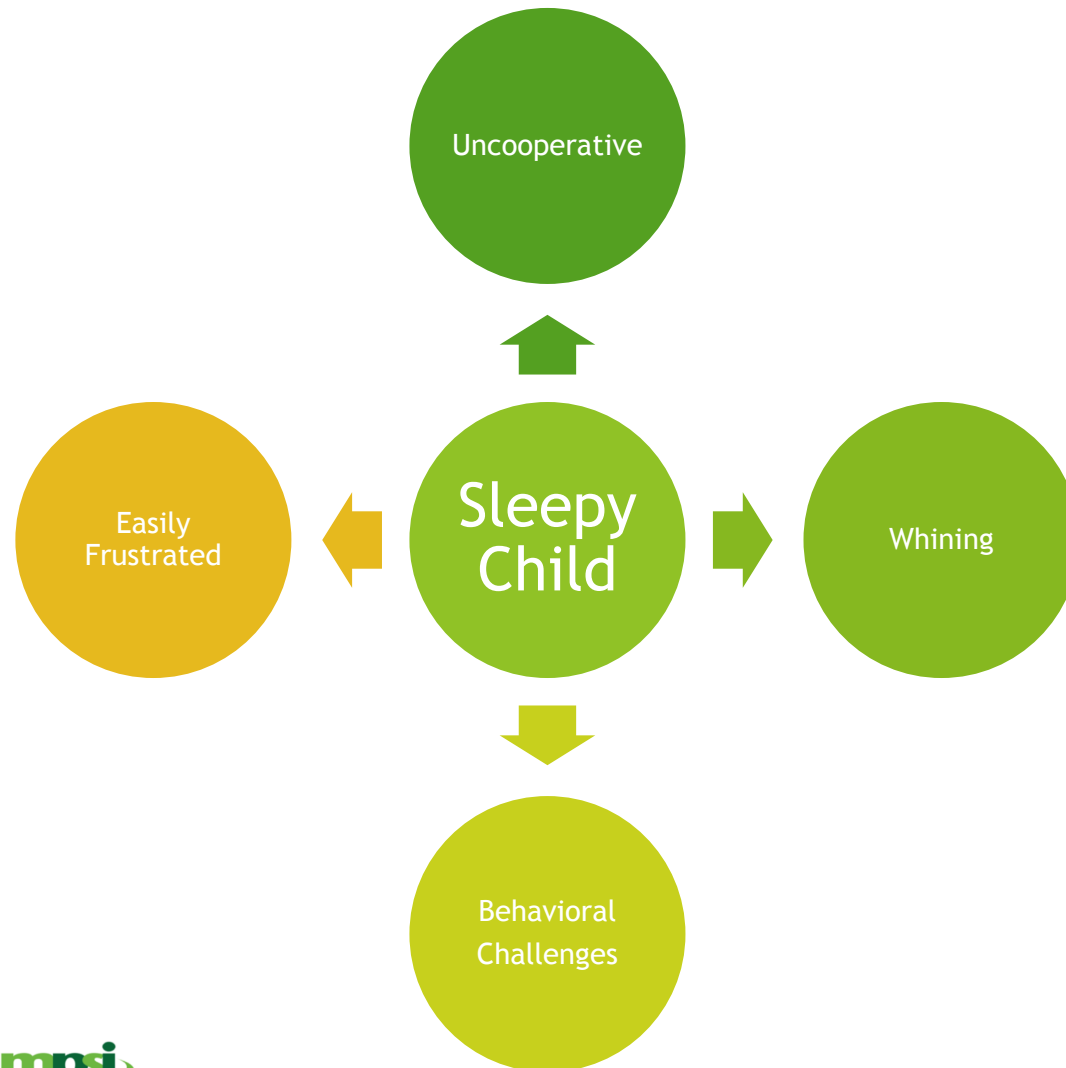 Uncooperative
Easily
Frustrated
Sleepy
Child
Whining
Behavioral
Challenges